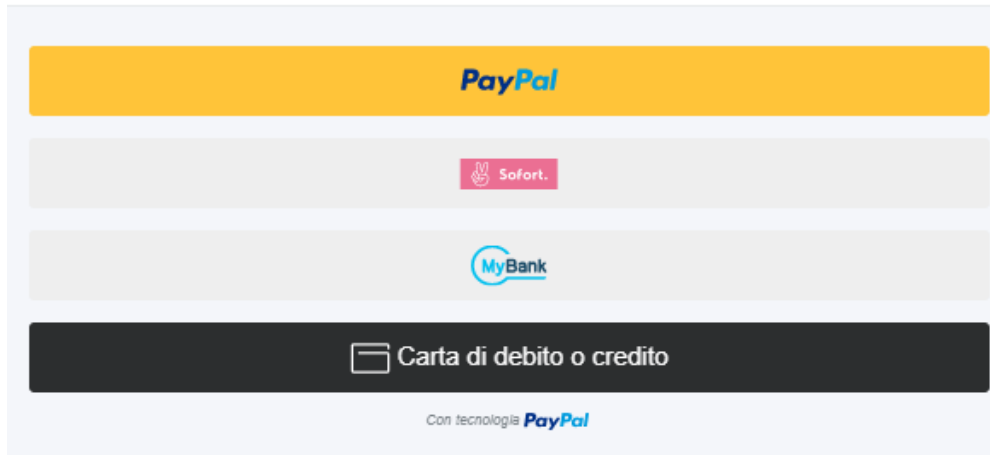 PayPal
Sofort.
MyBank
Carta di debito o credito
Con tecnologia PayPal